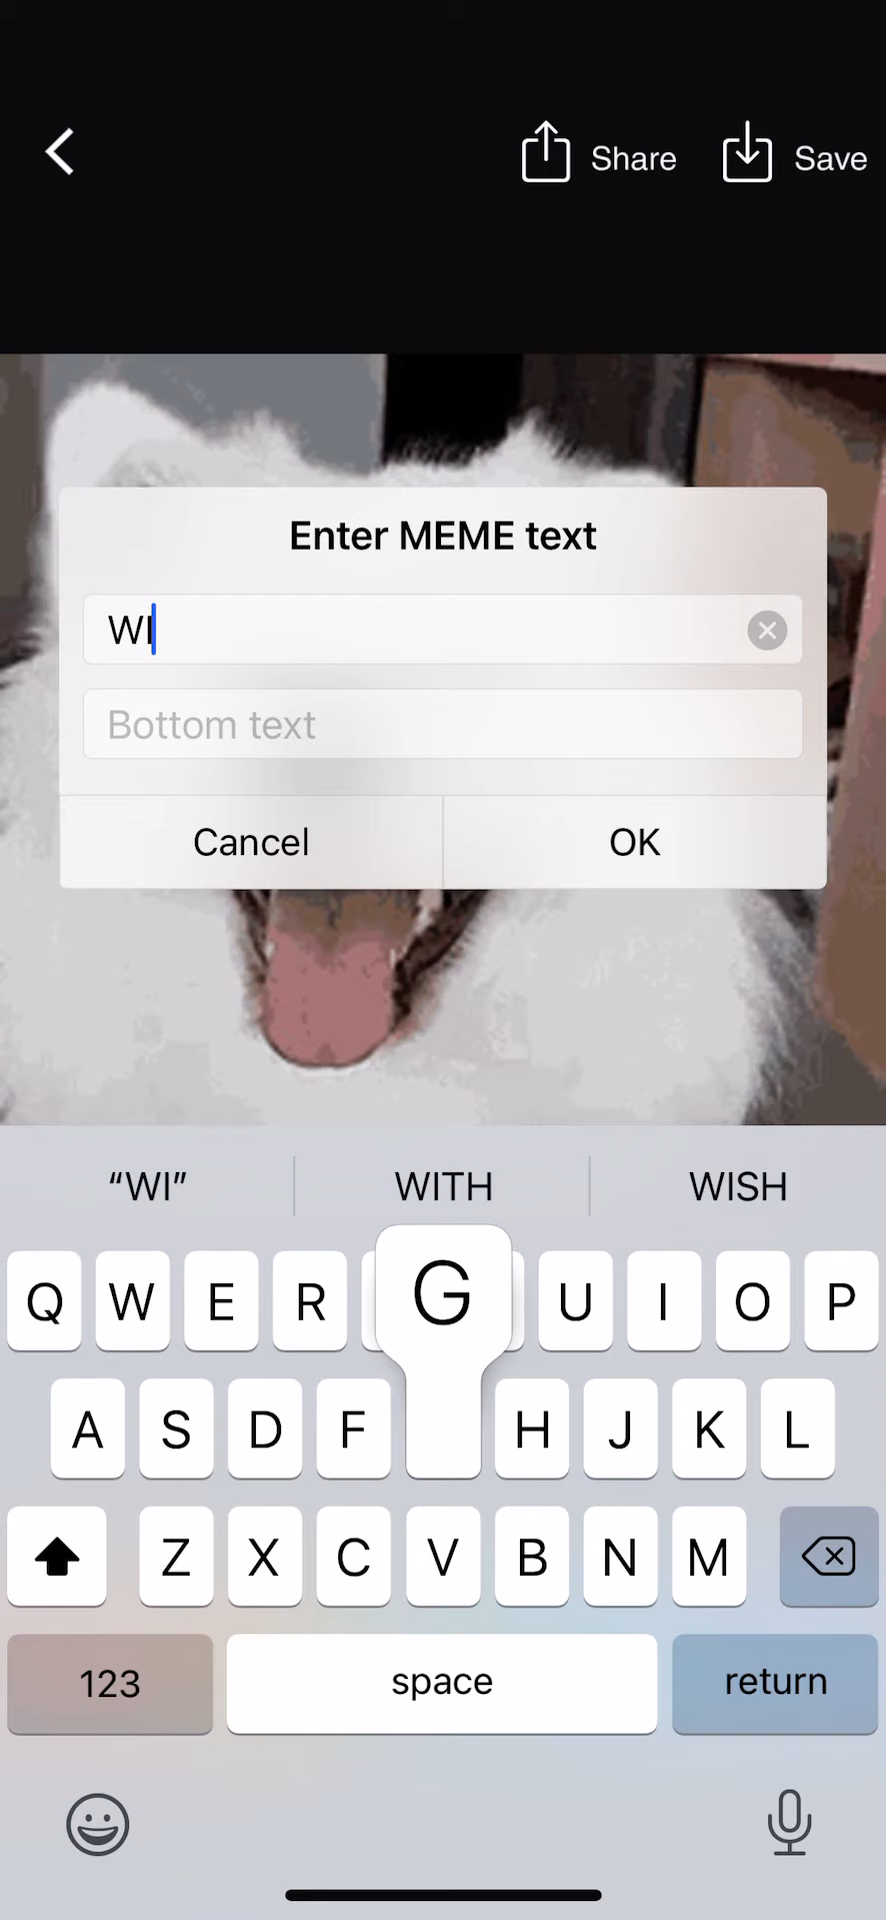 Share Save
Enter MEME text
WI
Bottom text
Cancel OK
“WI” WITH WISH
Q W E R G U I O P
A S D F H J K L
Z X C V B N M
123 space return